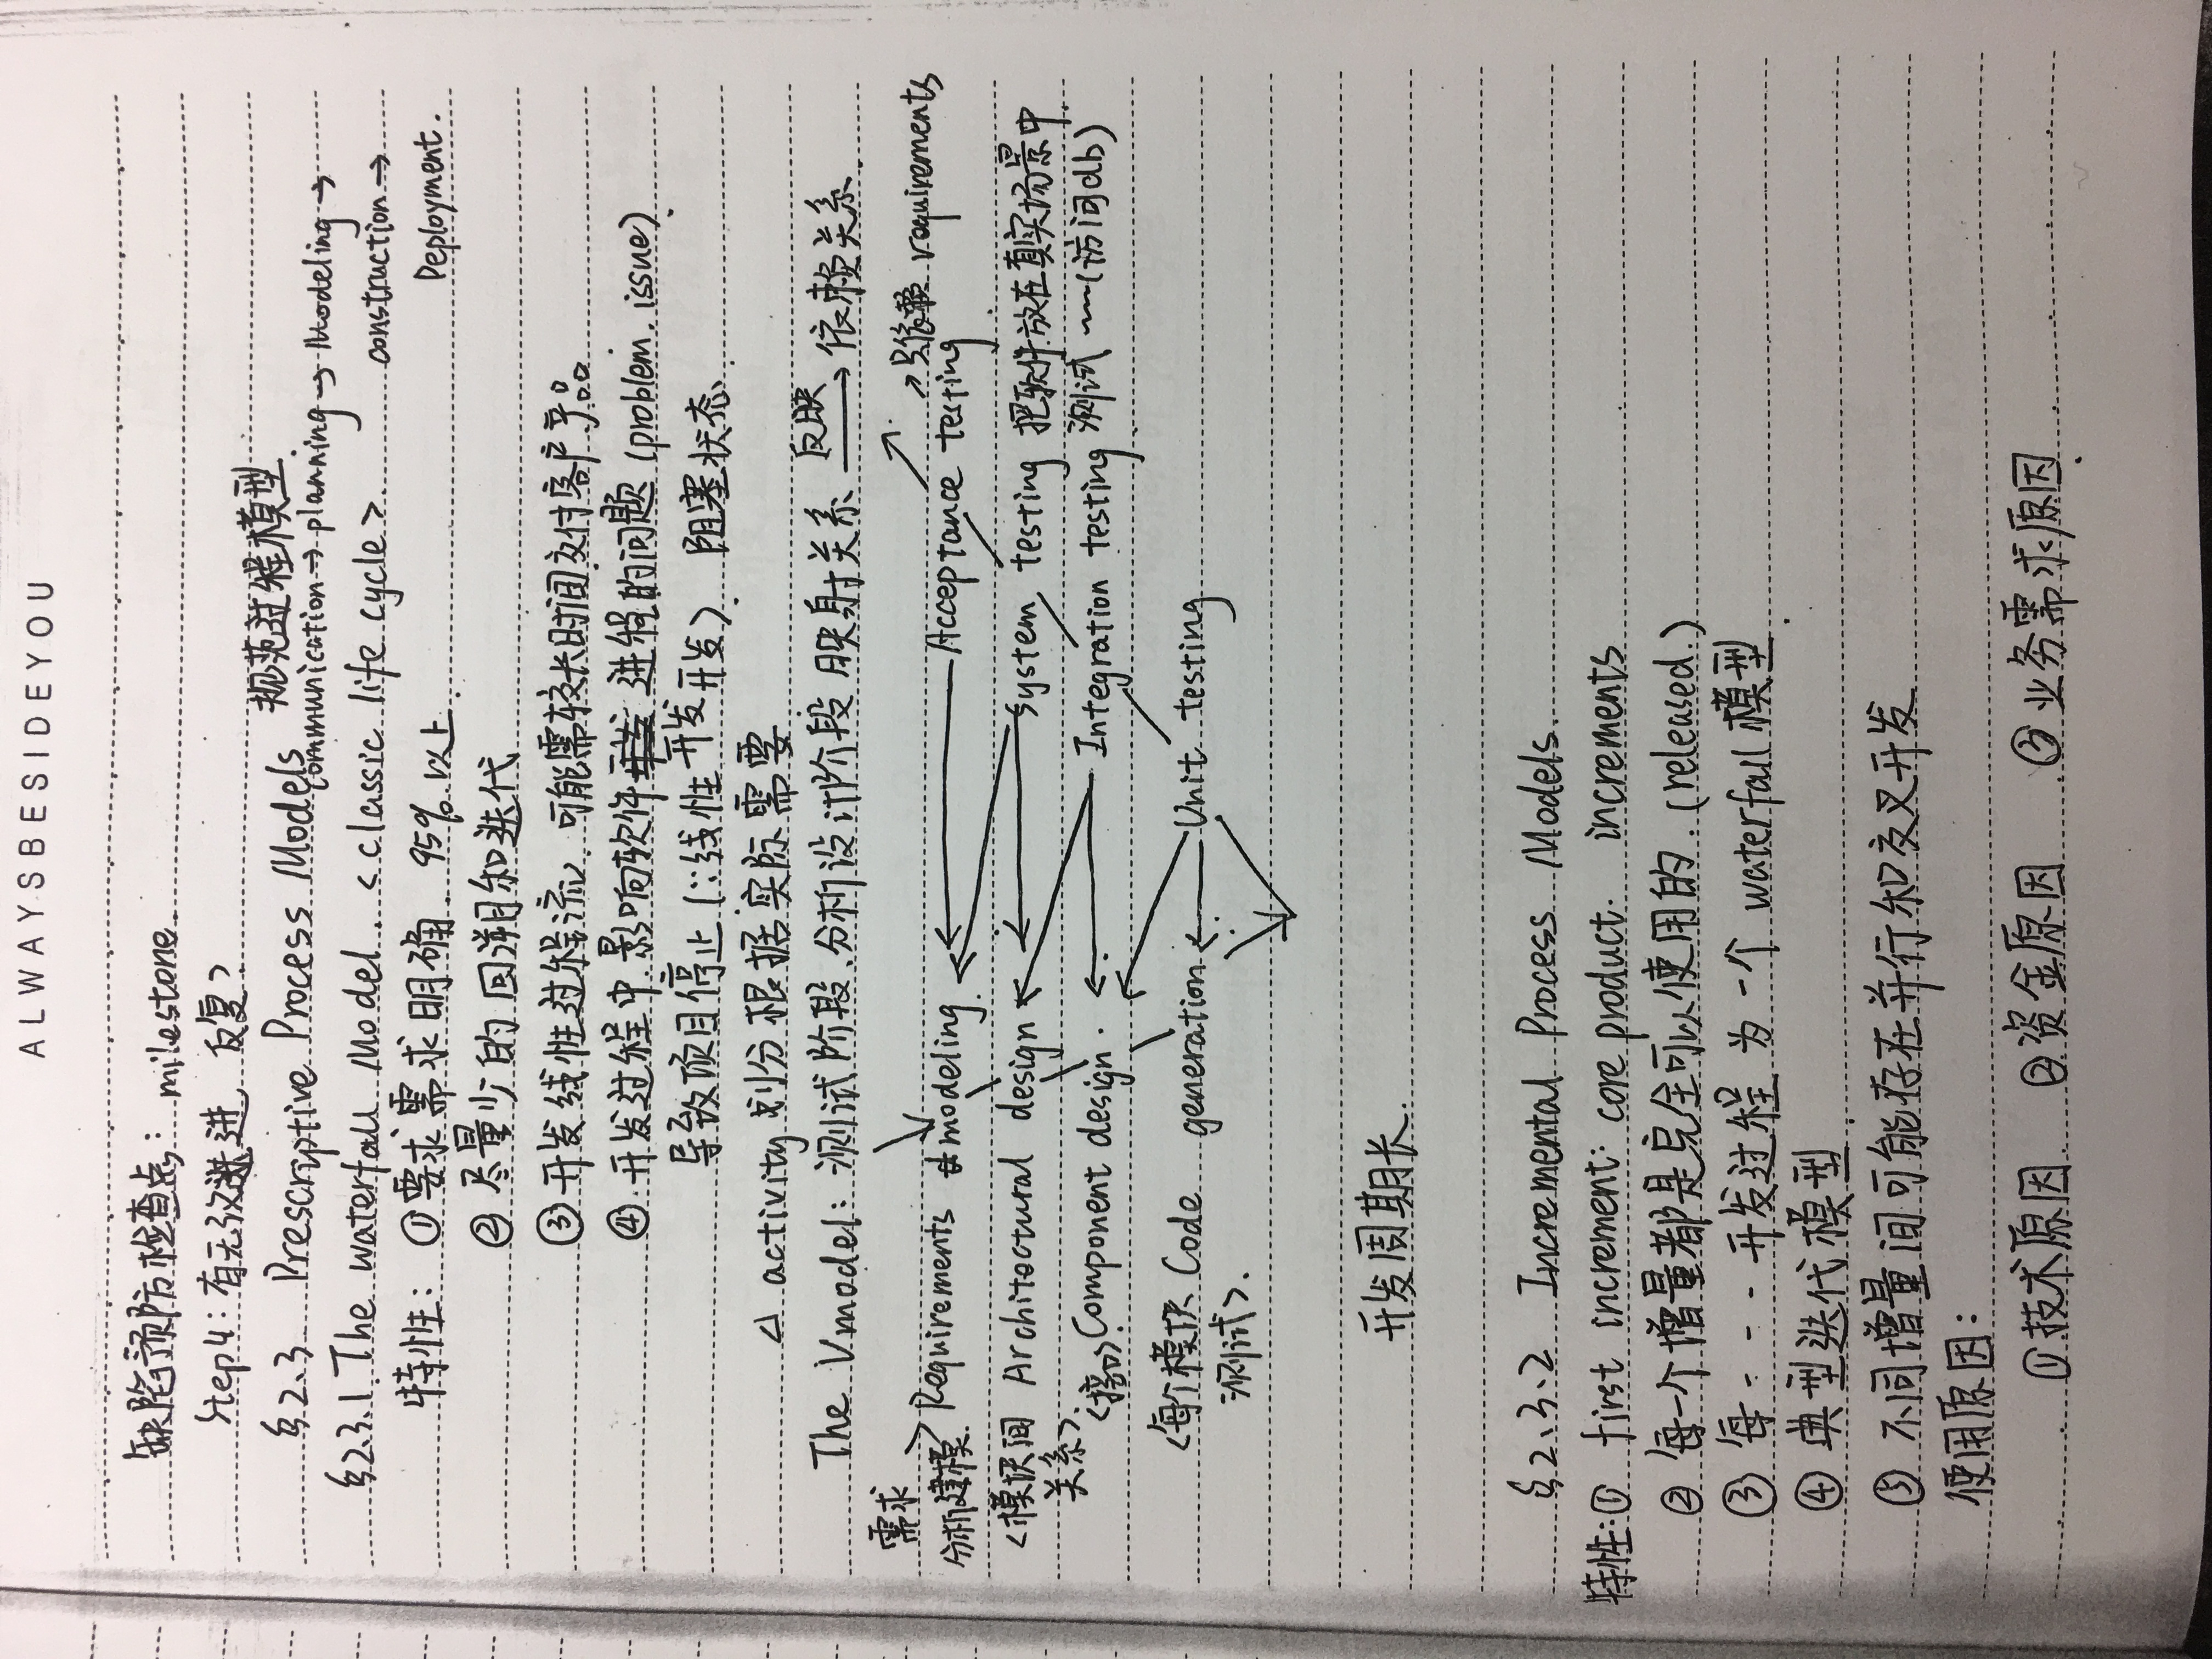 ALWAYSBESIDEYOU
缺陷预防检查点: milestone.
Step4: 有无改进 反复?
§2.3 Prescriptive Process Models 规范过程模型
communication → planning → Modeling →
§2.3.1. The waterfall Model. <classic life cycle> construction →
特性: ①要求需求明确. 95%以上. Deployment.
② 尽量少的回溯和迭代
③ 开发线性过程流. 可能需较长时间交付客户产品
④ 开发过程中影响软件进程的问题 (problem. issue)
导致项目停止 (∵线性开发开发). 阻塞状态.
△ activity 划分根据实际需要.
The Vmodel: 测试阶段.分析设计阶段 映射关系 反映 → 依赖关系.
需求
分析建模. > Requirements modeling. ← Acceptance testing. → 只依赖 requirements
<模块间 Architectural design ← System testing 把软件放在真实场景中
关系>.
<接口> Component design. ← Integration testing 测试 ~~(访问db)
<每个模块 Code generation ← Unit testing
测试>.
开发周期长.
§2.3.2 Incremental Process Models.
特性: ① first increment: core product. increments
② 每一个增量都是完全可以使用的. (released.)
③ 每- - - 开发过程 为一个 waterfall 模型.
④ 典型迭代模型.
⑤ 不同增量间可能存在并行和交叉开发
使用原因:
①技术原因 ②资金原因 ③业务需求原因.